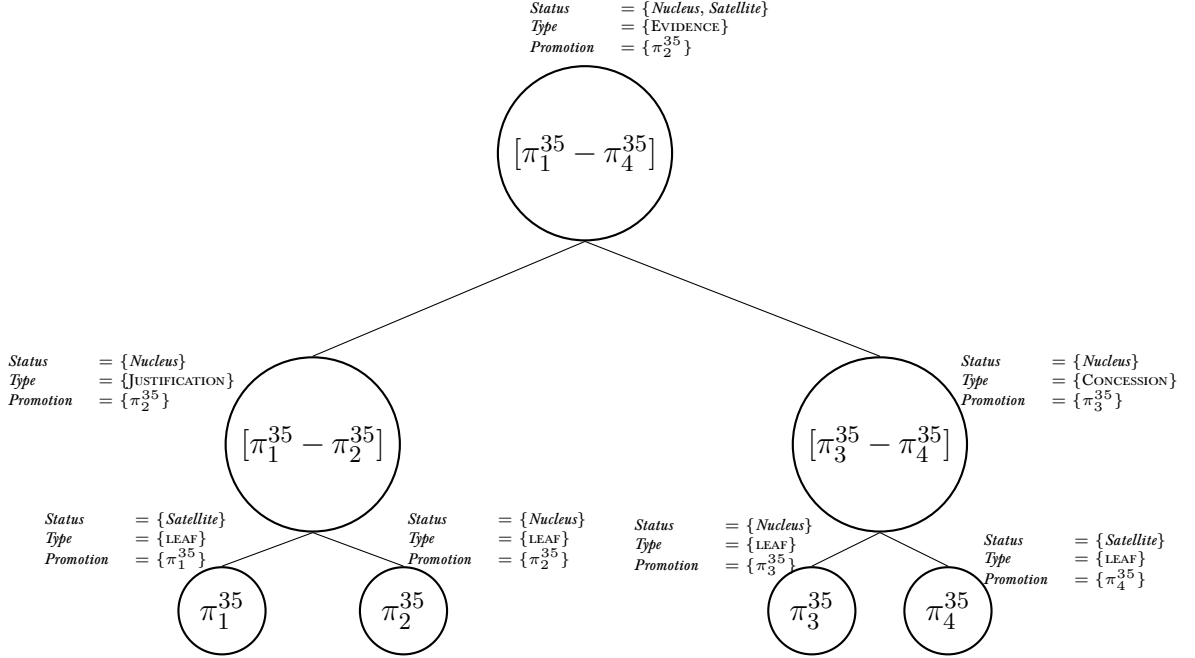 Status = {Nucleus, Satellite}
Type = {EVIDENCE}
Promotion = {π₂³⁵}
[π₁³⁵ − π₄³⁵]
Status = {Nucleus}
Type = {JUSTIFICATION}
Promotion = {π₂³⁵}
[π₁³⁵ − π₂³⁵]
Status = {Nucleus}
Type = {CONCESSION}
Promotion = {π₃³⁵}
[π₃³⁵ − π₄³⁵]
Status = {Satellite}
Type = {LEAF}
Promotion = {π₁³⁵}
π₁³⁵
Status = {Nucleus}
Type = {LEAF}
Promotion = {π₂³⁵}
π₂³⁵
Status = {Nucleus}
Type = {LEAF}
Promotion = {π₃³⁵}
π₃³⁵
Status = {Satellite}
Type = {LEAF}
Promotion = {π₄³⁵}
π₄³⁵